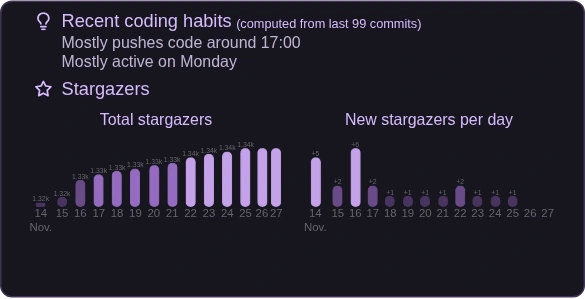 Recent coding habits (computed from last 99 commits)
Mostly pushes code around 17:00
Mostly active on Monday
Stargazers
Total stargazers
1.32k 1.32k 1.33k 1.33k 1.33k 1.33k 1.33k 1.33k 1.34k 1.34k 1.34k 1.34k
14 15 16 17 18 19 20 21 22 23 24 25 26 27
Nov.
New stargazers per day
+5 +2 +6 +2 +1 +1 +1 +1 +2 +1 +1 +1
14 15 16 17 18 19 20 21 22 23 24 25 26 27
Nov.